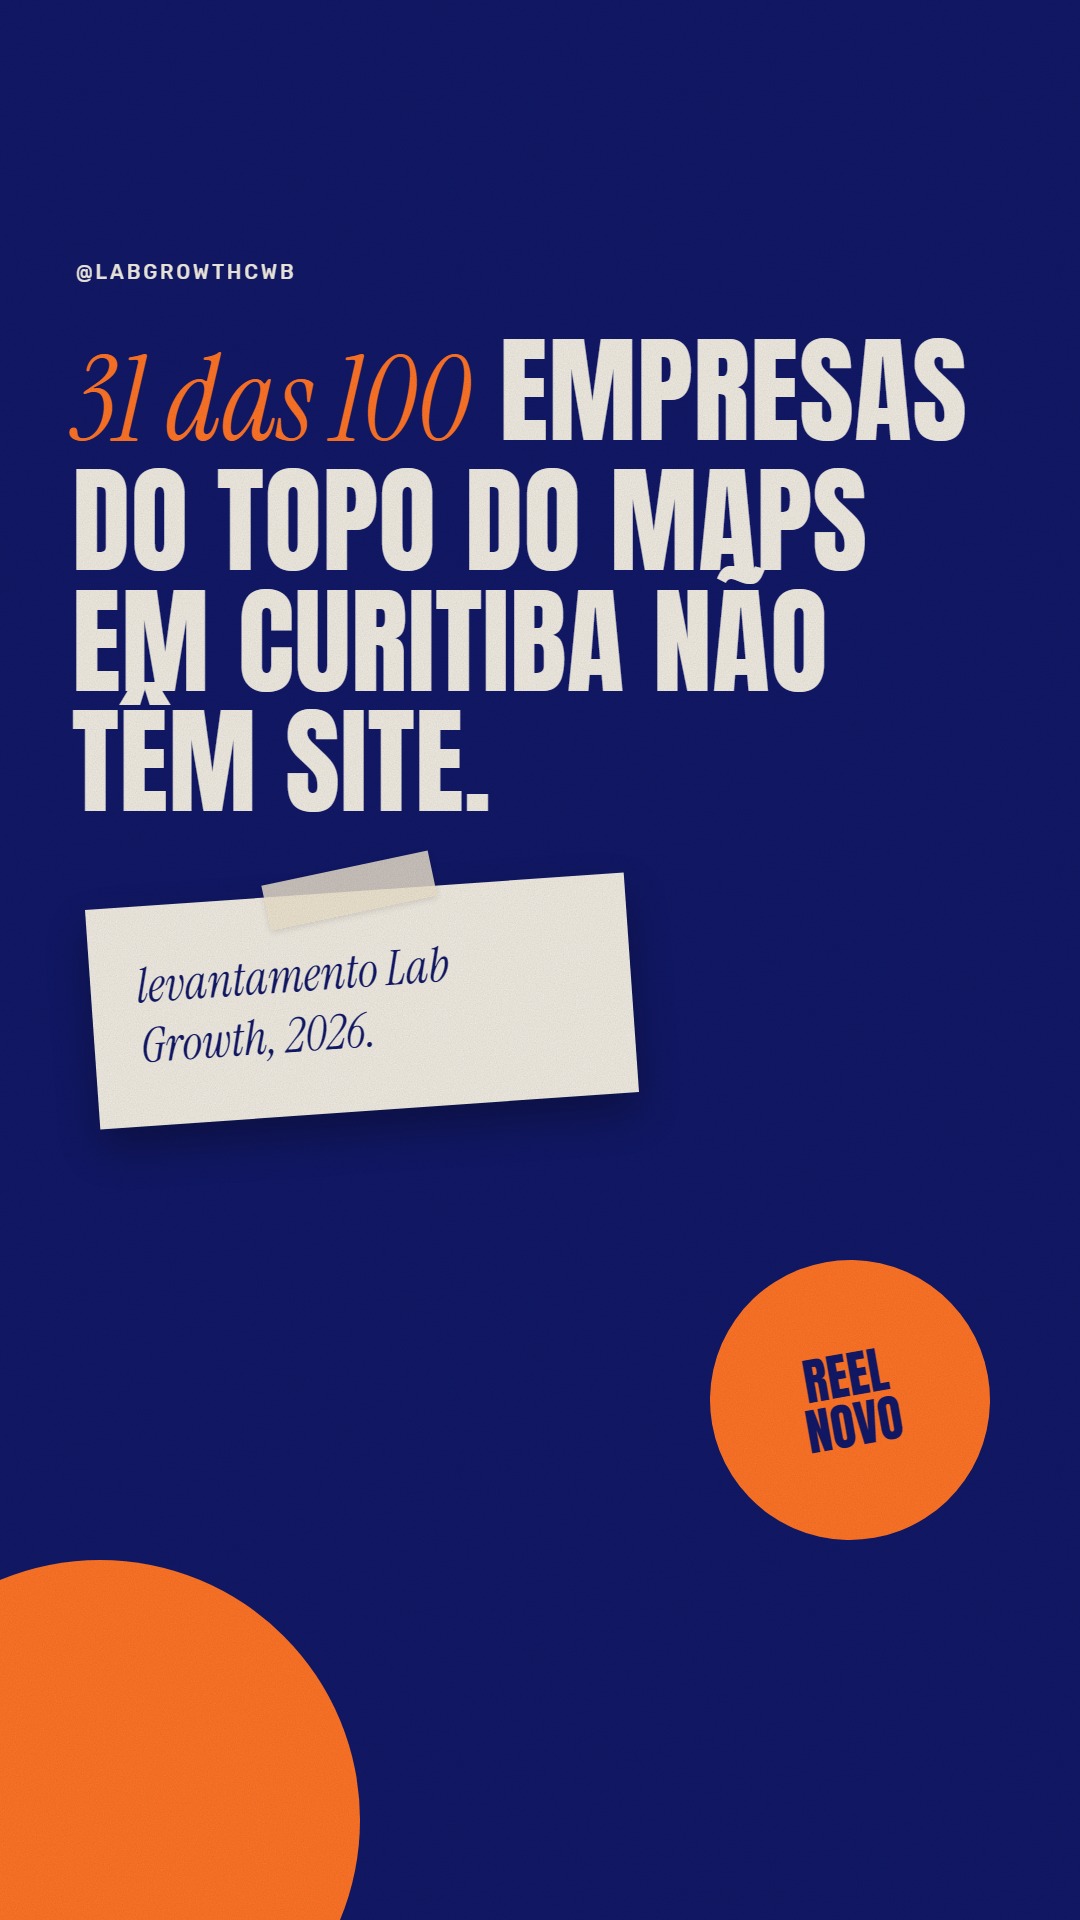 @LABGROWTHCWB
31 das 100 EMPRESAS
DO TOPO DO MAPS
EM CURITIBA NÃO
TÊM SITE.
levantamento Lab
Growth, 2026.
REEL
NOVO